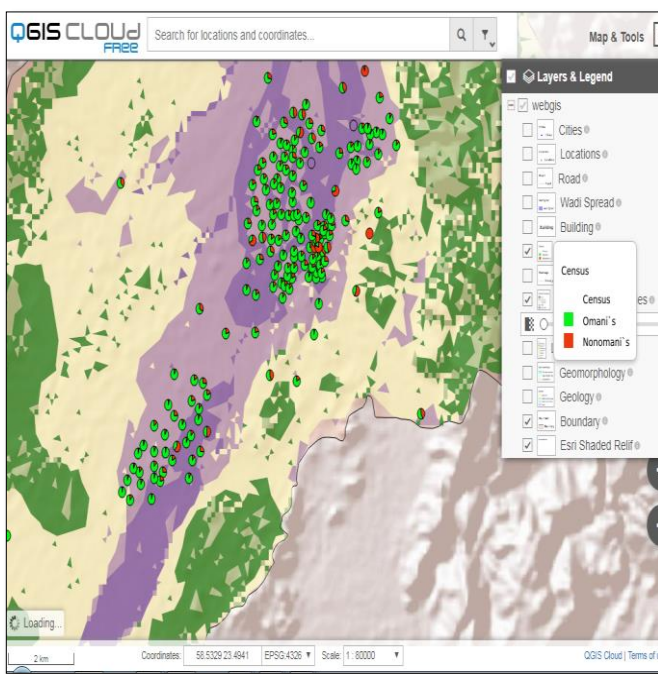 QGIS CLOUD
FREE
Search for locations and coordinates...
Map & Tools
Layers & Legend
webgis
Cities
Locations
Road
Wadi Spread
Building
Census
Census
Omani`s
Nonomani`s
es
Geomorphology
Geology
Boundary
Esri Shaded Relif
Loading...
2 km
Coordinates: 58.5329 23.4941 EPSG:4326 Scale: 1 : 80000 QGIS Cloud | Terms of